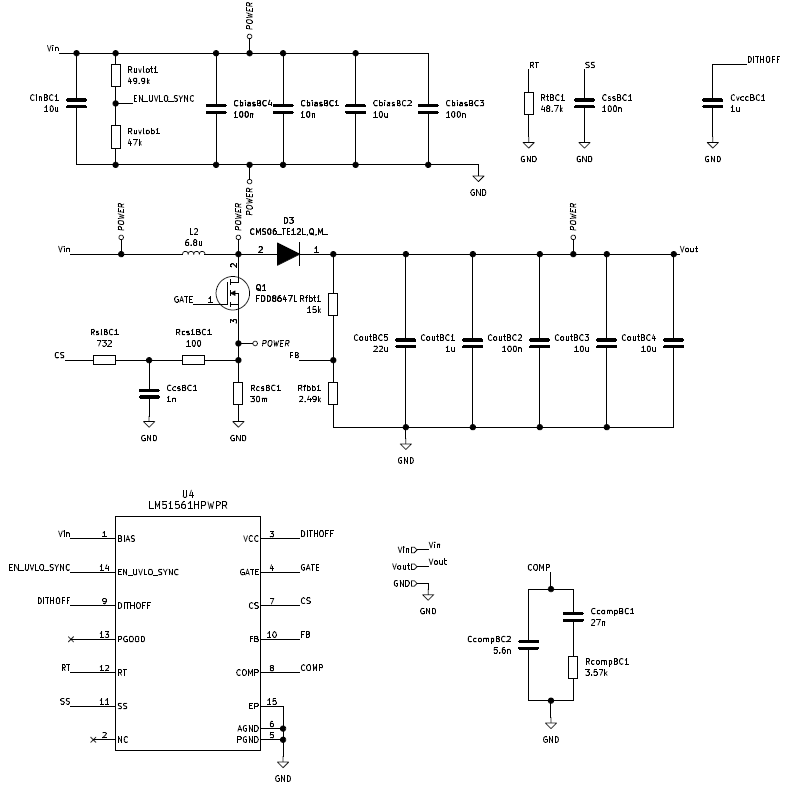 POWER
Vin
Ruvlot1
49.9k
CinBC1
10u
EN_UVLO_SYNC
Ruvlob1
47k
CbiasBC4
100n
CbiasBC1
10n
CbiasBC2
10u
CbiasBC3
100n
GND
POWER
RT
RtBC1
48.7k
GND
SS
CssBC1
100n
GND
DITHOFF
CvccBC1
1u
GND
POWER
POWER
POWER
Vin
L2
6.8u
D3
CMS06_TE12L,Q,M_
2
1
Vout
2
Q1
FDD8647L
GATE
1
3
POWER
Rfbt1
15k
FB
Rfbb1
2.49k
CS
RslBC1
732
Rcs1BC1
100
CcsBC1
1n
GND
RcsBC1
30m
GND
CoutBC5
22u
CoutBC1
1u
CoutBC2
100n
CoutBC3
10u
CoutBC4
10u
GND
U4
LM51561HPWPR
Vin 1 BIAS
VCC 3 DITHOFF
EN_UVLO_SYNC 14 EN_UVLO_SYNC
GATE 4 GATE
DITHOFF 9 DITHOFF
CS 7 CS
13 PGOOD
FB 10 FB
RT 12 RT
COMP 8 COMP
SS 11 SS
EP 15
AGND 6
2 NC
PGND 5
GND
Vin Vin
Vout Vout
GND
GND
COMP
CcompBC1
27n
CcompBC2
5.6n
RcompBC1
3.57k
GND